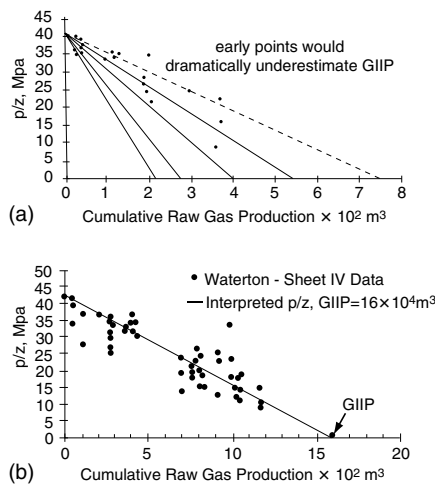 50
45
40
35
30
25
20
15
10
5
0
p/z, Mpa
early points would
dramatically underestimate GIIP
0 1 2 3 4 5 6 7 8
(a)
Cumulative Raw Gas Production × 10² m³
50
45
40
35
30
25
20
15
10
5
0
p/z, Mpa
Waterton - Sheet IV Data
Interpreted p/z, GIIP=16×10⁴m³
GIIP
0 5 10 15 20
(b)
Cumulative Raw Gas Production × 10² m³